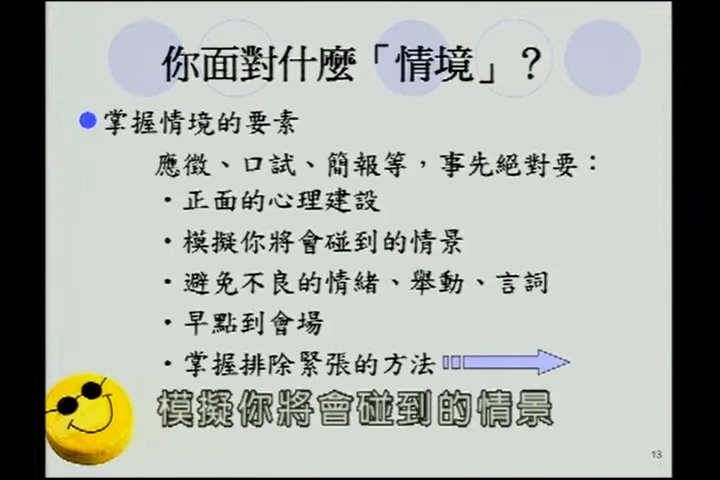 你面對什麼「情境」？
掌握情境的要素
應徵、口試、簡報等，事先絕對要：
・正面的心理建設
・模擬你將會碰到的情景
・避免不良的情緒、舉動、言詞
・早點到會場
・掌握排除緊張的方法
模擬你將會碰到的情景
13